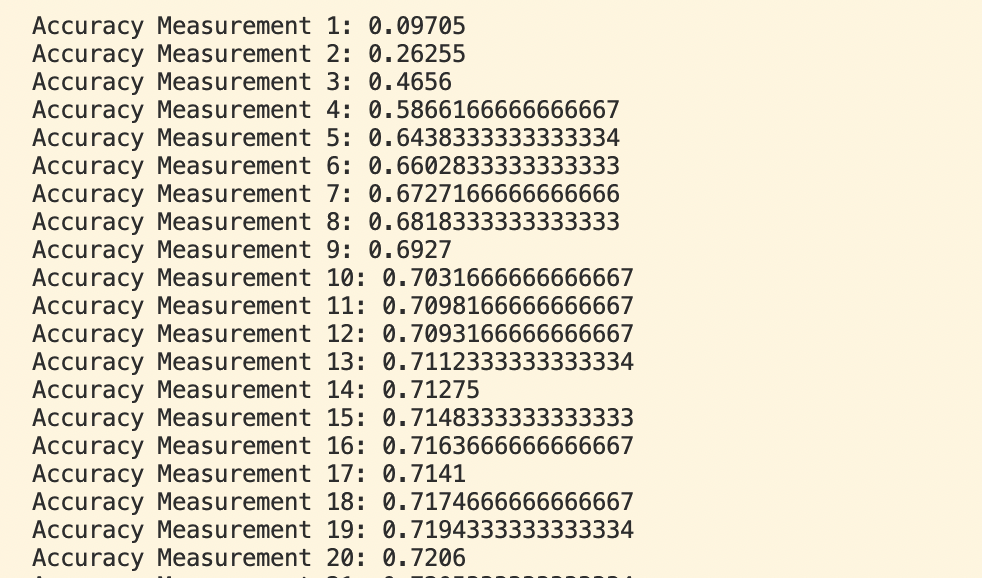 Accuracy Measurement 1: 0.09705
Accuracy Measurement 2: 0.26255
Accuracy Measurement 3: 0.4656
Accuracy Measurement 4: 0.5866166666666667
Accuracy Measurement 5: 0.6438333333333334
Accuracy Measurement 6: 0.6602833333333333
Accuracy Measurement 7: 0.6727166666666666
Accuracy Measurement 8: 0.6818333333333333
Accuracy Measurement 9: 0.6927
Accuracy Measurement 10: 0.7031666666666667
Accuracy Measurement 11: 0.7098166666666667
Accuracy Measurement 12: 0.7093166666666667
Accuracy Measurement 13: 0.7112333333333334
Accuracy Measurement 14: 0.71275
Accuracy Measurement 15: 0.7148333333333333
Accuracy Measurement 16: 0.7163666666666667
Accuracy Measurement 17: 0.7141
Accuracy Measurement 18: 0.7174666666666667
Accuracy Measurement 19: 0.7194333333333334
Accuracy Measurement 20: 0.7206